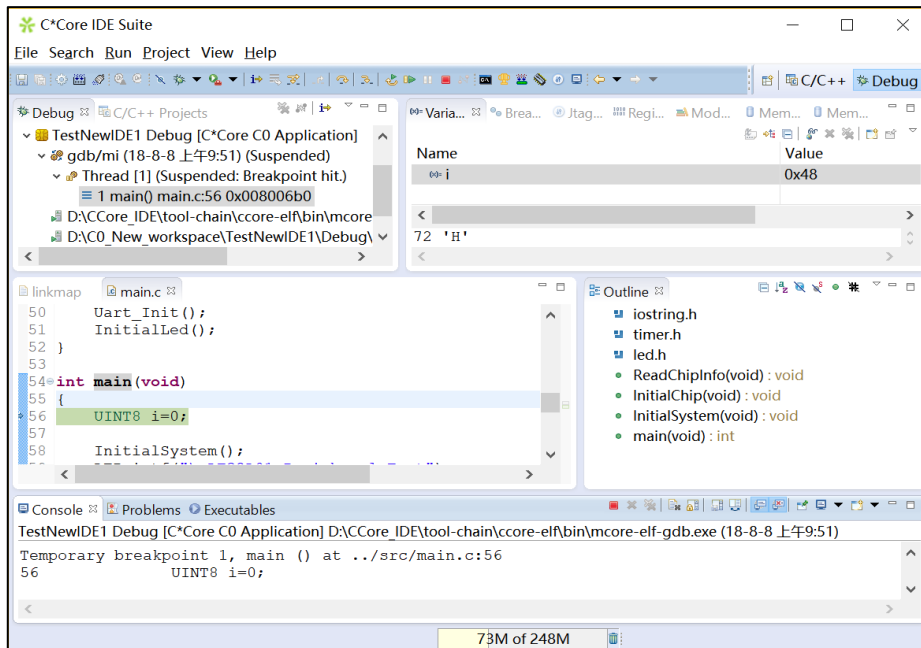 C*Core IDE Suite
File Search Run Project View Help
C/C++ Debug
Debug C/C++ Projects
TestNewIDE1 Debug [C*Core C0 Application]
gdb/mi (18-8-8 上午9:51) (Suspended)
Thread [1] (Suspended: Breakpoint hit.)
1 main() main.c:56 0x008006b0
D:\CCore_IDE\tool-chain\ccore-elf\bin\mcore
D:\C0_New_workspace\TestNewIDE1\Debug\
Varia... Brea... Jtag... Regi... Mod... Mem... Mem...
Name Value
i 0x48
72 'H'
linkmap main.c
50 Uart_Init();
51 InitialLed();
52 }
53
54 int main(void)
55 {
56 UINT8 i=0;
57
58 InitialSystem();
Outline
iostring.h
timer.h
led.h
ReadChipInfo(void) : void
InitialChip(void) : void
InitialSystem(void) : void
main(void) : int
Console Problems Executables
TestNewIDE1 Debug [C*Core C0 Application] D:\CCore_IDE\tool-chain\ccore-elf\bin\mcore-elf-gdb.exe (18-8-8 上午9:51)
Temporary breakpoint 1, main () at ../src/main.c:56
56 UINT8 i=0;
73M of 248M